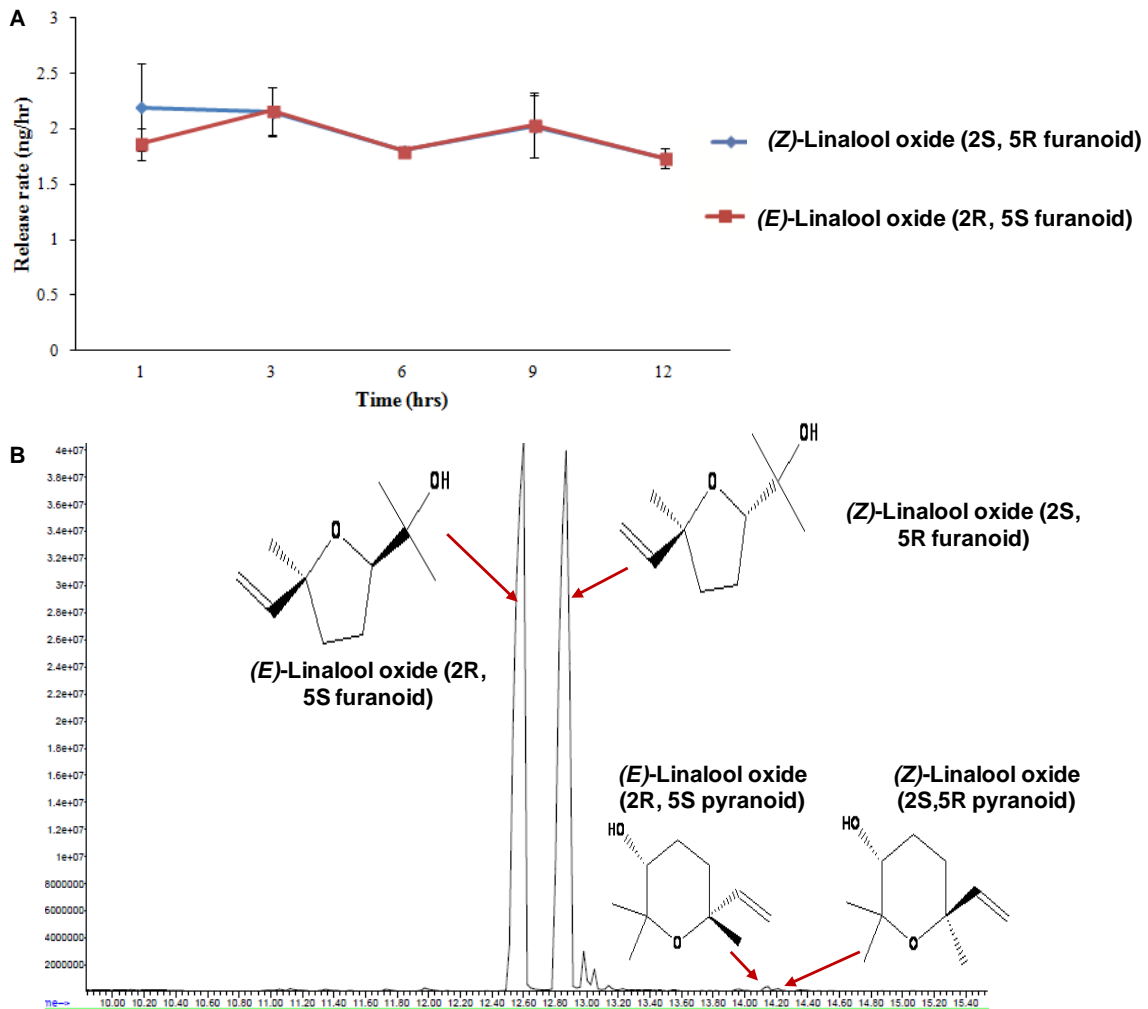 A
3
2.5
2
1.5
1
0.5
0
Release rate (ng/hr)
1 3 6 9 12
Time (hrs)
(Z)-Linalool oxide (2S, 5R furanoid)
(E)-Linalool oxide (2R, 5S furanoid)
B
4e+07
3.8e+07
3.6e+07
3.4e+07
3.2e+07
3e+07
2.8e+07
2.6e+07
2.4e+07
2.2e+07
2e+07
1.8e+07
1.6e+07
1.4e+07
1.2e+07
1e+07
8000000
6000000
4000000
2000000
me-->
10.00 10.20 10.40 10.60 10.80 11.00 11.20 11.40 11.60 11.80 12.00 12.20 12.40 12.60 12.80 13.00 13.20 13.40 13.60 13.80 14.00 14.20 14.40 14.60 14.80 15.00 15.20 15.40
O
OH
(E)-Linalool oxide (2R,
5S furanoid)
O
OH
(Z)-Linalool oxide (2S,
5R furanoid)
(E)-Linalool oxide
(2R, 5S pyranoid)
HO
O
(Z)-Linalool oxide
(2S,5R pyranoid)
HO
O